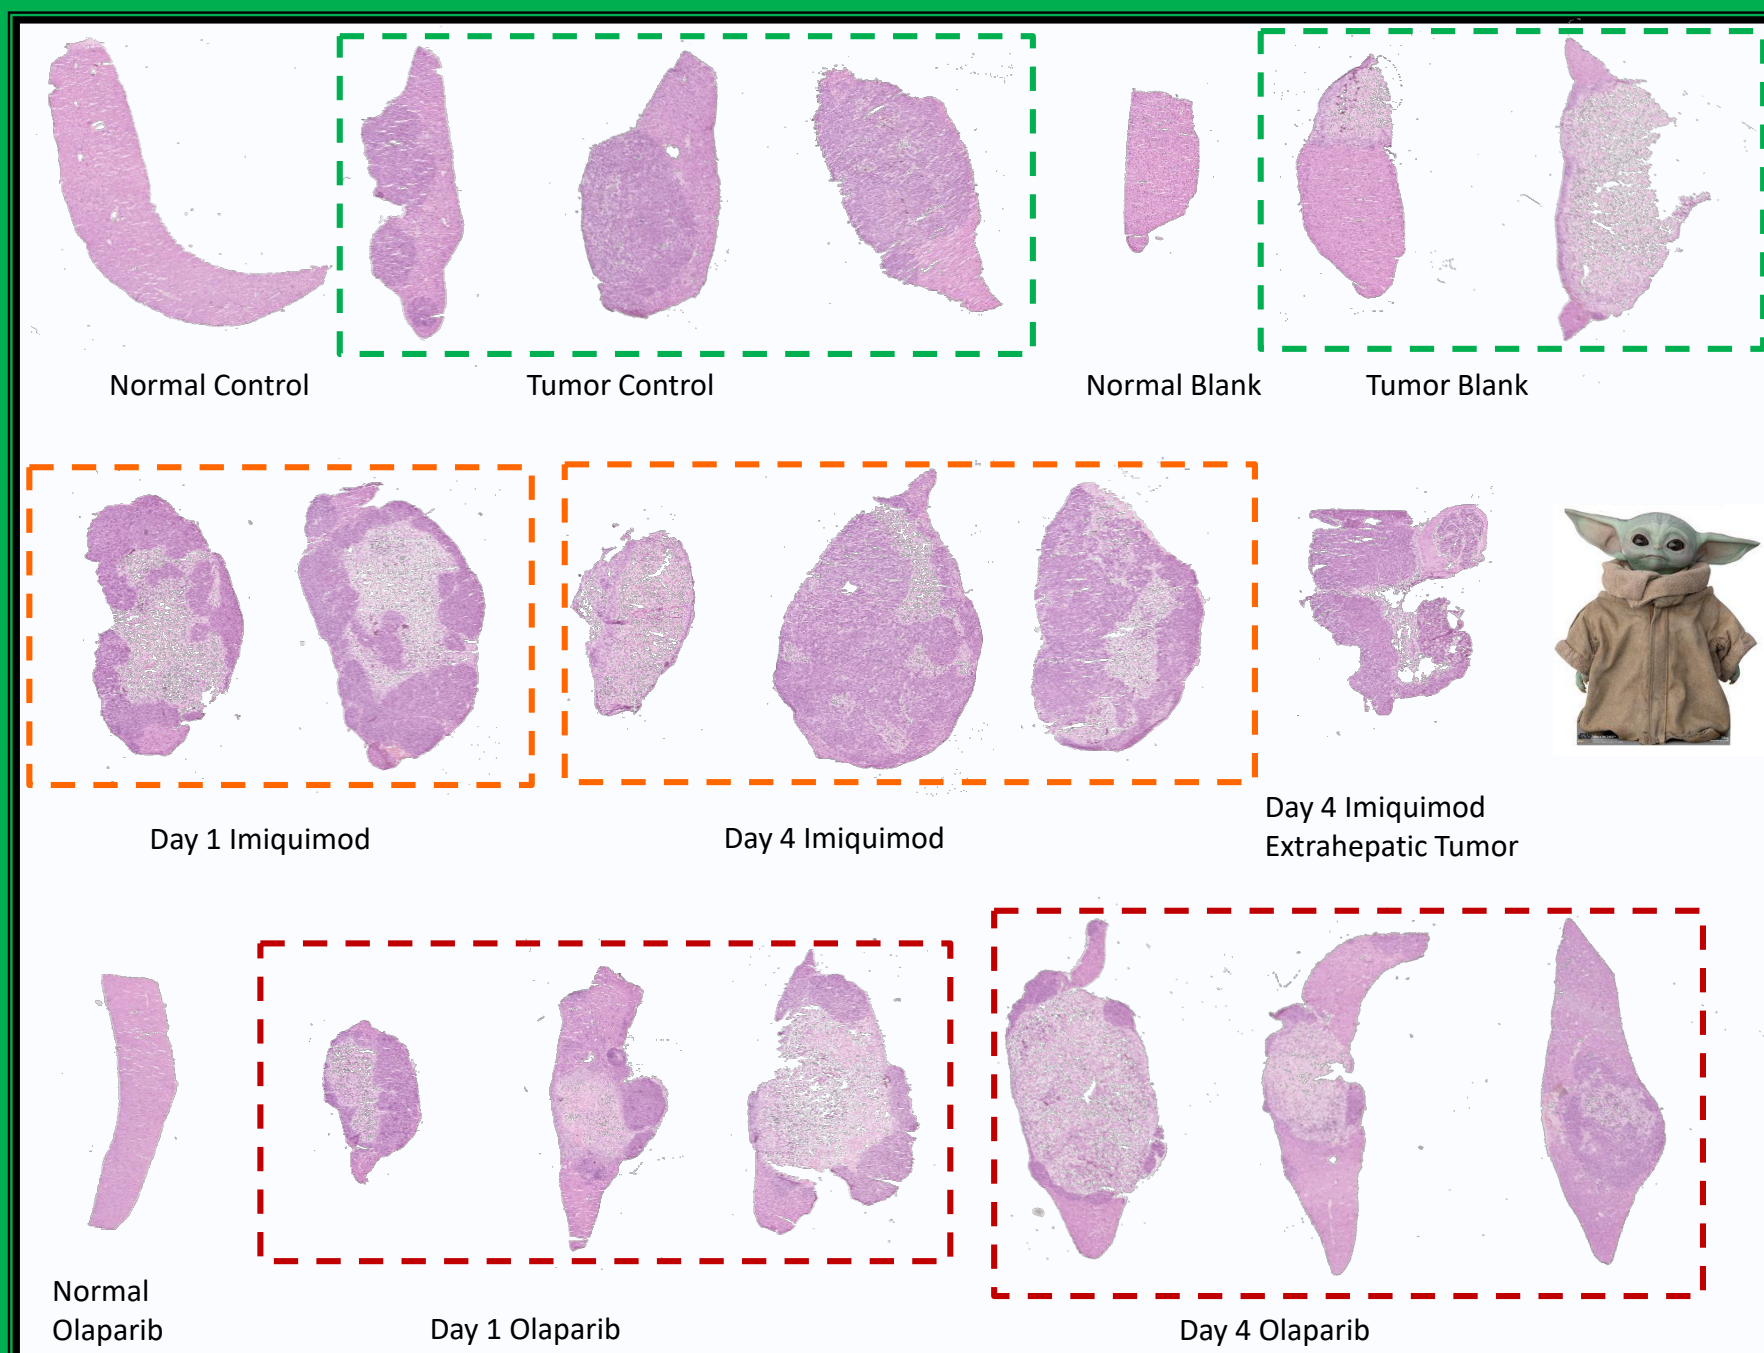 Normal Control
Tumor Control
Normal Blank
Tumor Blank
Day 1 Imiquimod
Day 4 Imiquimod
Day 4 Imiquimod
Extrahepatic Tumor
Normal
Olaparib
Day 1 Olaparib
Day 4 Olaparib